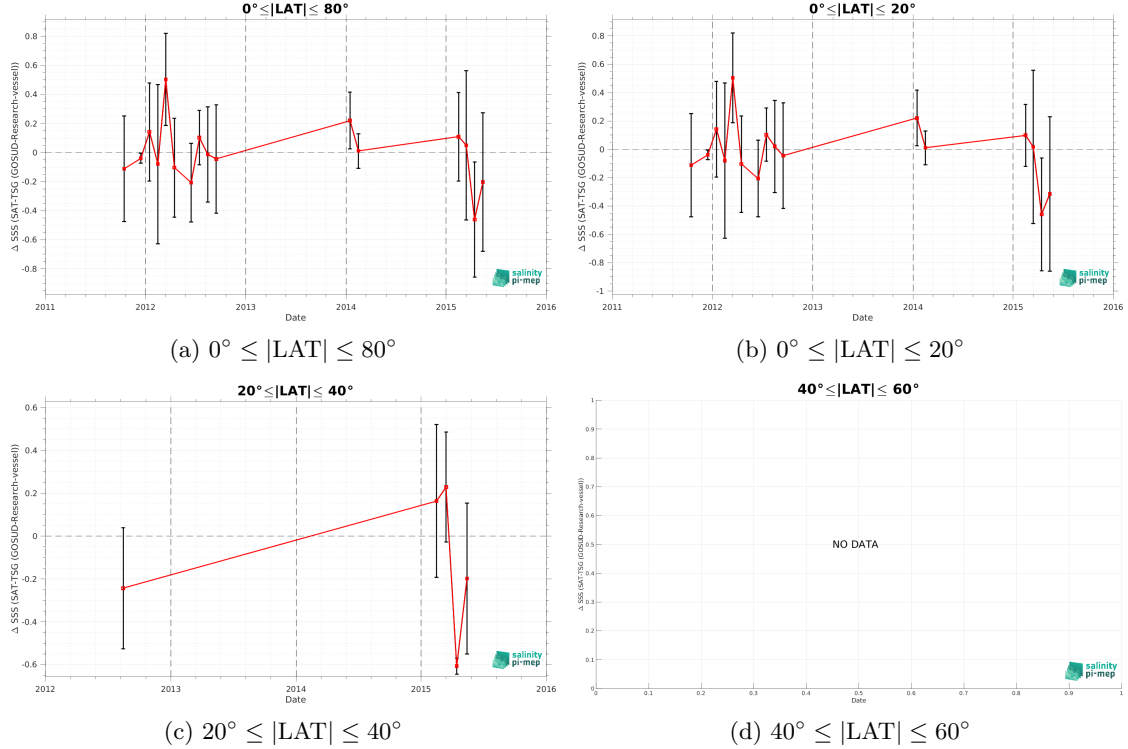 0°≤|LAT|≤ 80°
Δ SSS (SAT-TSG (GOSUD-Research-vessel))
0.8
0.6
0.4
0.2
0
-0.2
-0.4
-0.6
-0.8
salinity
pi-mep
2011 2012 2013 2014 2015 2016
Date
(a) 0° ≤ |LAT| ≤ 80°
0°≤|LAT|≤ 20°
Δ SSS (SAT-TSG (GOSUD-Research-vessel))
0.8
0.6
0.4
0.2
0
-0.2
-0.4
-0.6
-0.8
-1
salinity
pi-mep
2011 2012 2013 2014 2015 2016
Date
(b) 0° ≤ |LAT| ≤ 20°
20°≤|LAT|≤ 40°
Δ SSS (SAT-TSG (GOSUD-Research-vessel))
0.6
0.4
0.2
0
-0.2
-0.4
-0.6
salinity
pi-mep
2012 2013 2014 2015 2016
Date
(c) 20° ≤ |LAT| ≤ 40°
40°≤|LAT|≤ 60°
Δ SSS (SAT-TSG (GOSUD-Research-vessel))
1
0.9
0.8
0.7
0.6
0.5
0.4
0.3
0.2
0.1
0
NO DATA
salinity
pi-mep
0 0.1 0.2 0.3 0.4 0.5 0.6 0.7 0.8 0.9 1
Date
(d) 40° ≤ |LAT| ≤ 60°